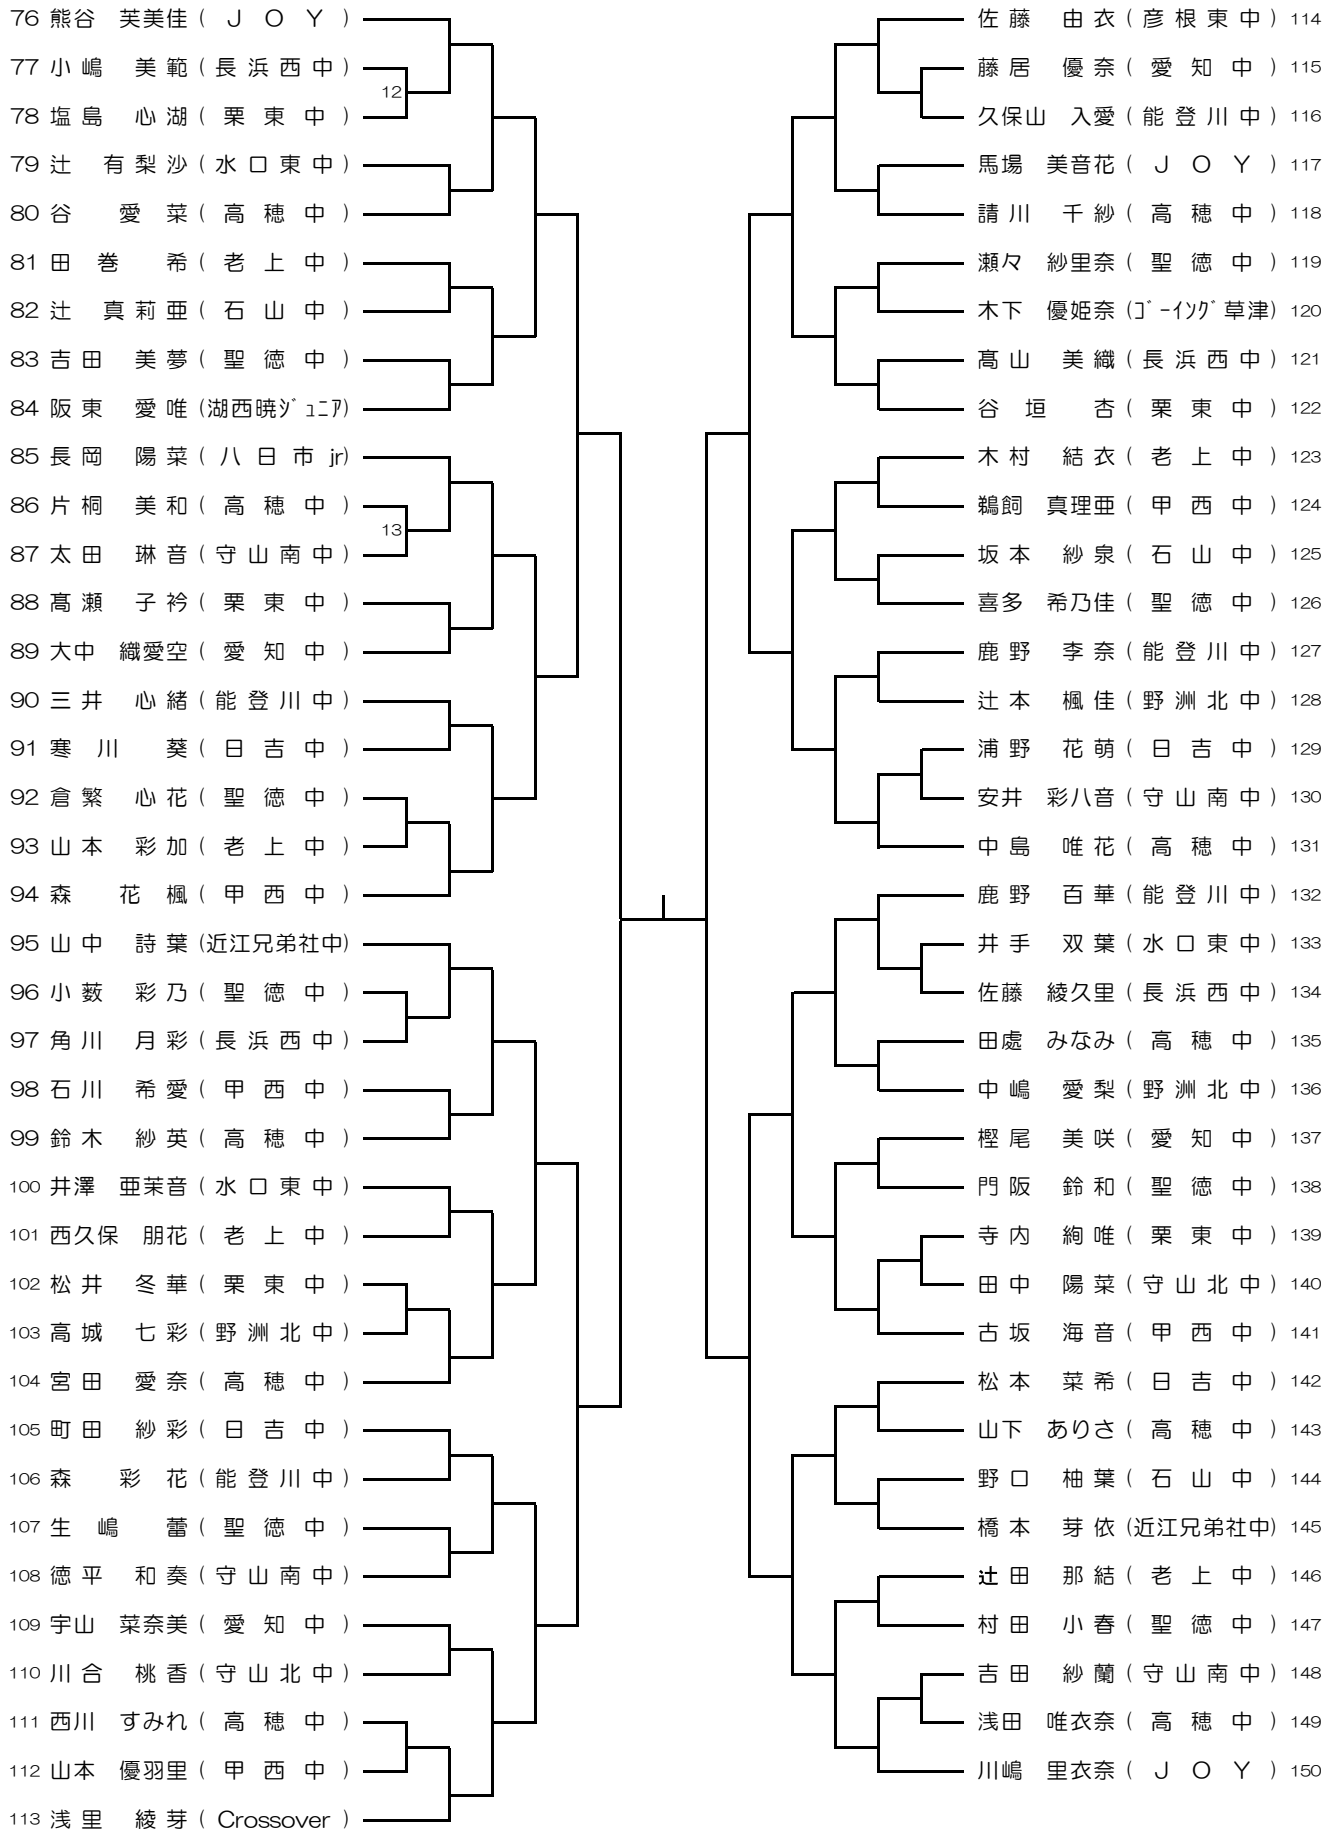 76 熊谷 芙美佳 ( J O Y )
77 小嶋 美範 ( 長浜西中 )
12
78 塩島 心湖 ( 栗東中 )
79 辻 有梨沙 ( 水口東中 )
80 谷 愛菜 ( 高穂中 )
81 田巻 希 ( 老上中 )
82 辻 真莉亜 ( 石山中 )
83 吉田 美夢 ( 聖徳中 )
84 阪東 愛唯 (湖西暁ｼﾞｭﾆｱ)
85 長岡 陽菜 ( 八日市 jr)
86 片桐 美和 ( 高穂中 )
13
87 太田 琳音 ( 守山南中 )
88 髙瀬 子衿 ( 栗東中 )
89 大中 織愛空 ( 愛知中 )
90 三井 心緒 ( 能登川中 )
91 寒川 葵 ( 日吉中 )
92 倉繁 心花 ( 聖徳中 )
93 山本 彩加 ( 老上中 )
94 森 花楓 ( 甲西中 )
95 山中 詩葉 (近江兄弟社中)
96 小薮 彩乃 ( 聖徳中 )
97 角川 月彩 ( 長浜西中 )
98 石川 希愛 ( 甲西中 )
99 鈴木 紗英 ( 高穂中 )
100 井澤 亜茉音 ( 水口東中 )
101 西久保 朋花 ( 老上中 )
102 松井 冬華 ( 栗東中 )
103 高城 七彩 ( 野洲北中 )
104 宮田 愛奈 ( 高穂中 )
105 町田 紗彩 ( 日吉中 )
106 森 彩花 ( 能登川中 )
107 生嶋 蕾 ( 聖徳中 )
108 徳平 和奏 ( 守山南中 )
109 宇山 菜奈美 ( 愛知中 )
110 川合 桃香 ( 守山北中 )
111 西川 すみれ ( 高穂中 )
112 山本 優羽里 ( 甲西中 )
113 浅里 綾芽 ( Crossover )
佐藤 由衣 ( 彦根東中 ) 114
藤居 優奈 ( 愛知中 ) 115
久保山 入愛 ( 能登川中 ) 116
馬場 美音花 ( J O Y ) 117
請川 千紗 ( 高穂中 ) 118
瀬々 紗里奈 ( 聖徳中 ) 119
木下 優姫奈 (ｺﾞｰｲﾝｸﾞ草津) 120
髙山 美織 ( 長浜西中 ) 121
谷垣 杏 ( 栗東中 ) 122
木村 結衣 ( 老上中 ) 123
鵜飼 真理亜 ( 甲西中 ) 124
坂本 紗泉 ( 石山中 ) 125
喜多 希乃佳 ( 聖徳中 ) 126
鹿野 李奈 ( 能登川中 ) 127
辻本 楓佳 ( 野洲北中 ) 128
浦野 花萌 ( 日吉中 ) 129
安井 彩八音 ( 守山南中 ) 130
中島 唯花 ( 高穂中 ) 131
鹿野 百華 ( 能登川中 ) 132
井手 双葉 ( 水口東中 ) 133
佐藤 綾久里 ( 長浜西中 ) 134
田處 みなみ ( 高穂中 ) 135
中嶋 愛梨 ( 野洲北中 ) 136
樫尾 美咲 ( 愛知中 ) 137
門阪 鈴和 ( 聖徳中 ) 138
寺内 絢唯 ( 栗東中 ) 139
田中 陽菜 ( 守山北中 ) 140
古坂 海音 ( 甲西中 ) 141
松本 菜希 ( 日吉中 ) 142
山下 ありさ ( 高穂中 ) 143
野口 柚葉 ( 石山中 ) 144
橋本 芽依 (近江兄弟社中) 145
辻田 那結 ( 老上中 ) 146
村田 小春 ( 聖徳中 ) 147
吉田 紗蘭 ( 守山南中 ) 148
浅田 唯衣奈 ( 高穂中 ) 149
川嶋 里衣奈 ( J O Y ) 150